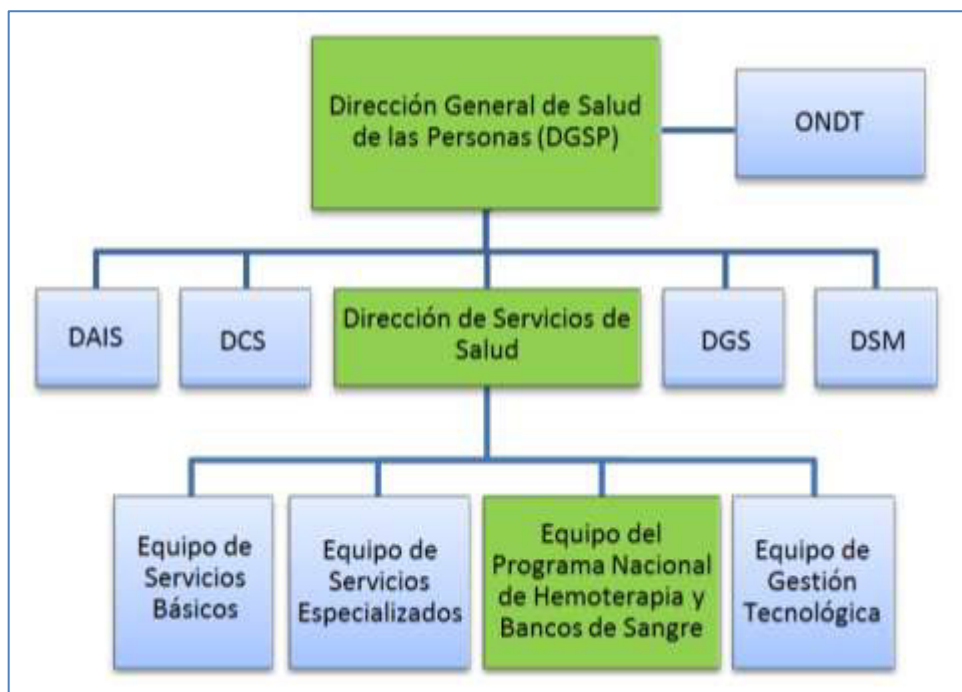 Dirección General de Salud
de las Personas (DGSP)
ONDT
DAIS
DCS
Dirección de Servicios de
Salud
DGS
DSM
Equipo de
Servicios
Básicos
Equipo de
Servicios
Especializados
Equipo del
Programa Nacional
de Hemoterapia y
Bancos de Sangre
Equipo de
Gestión
Tecnológica